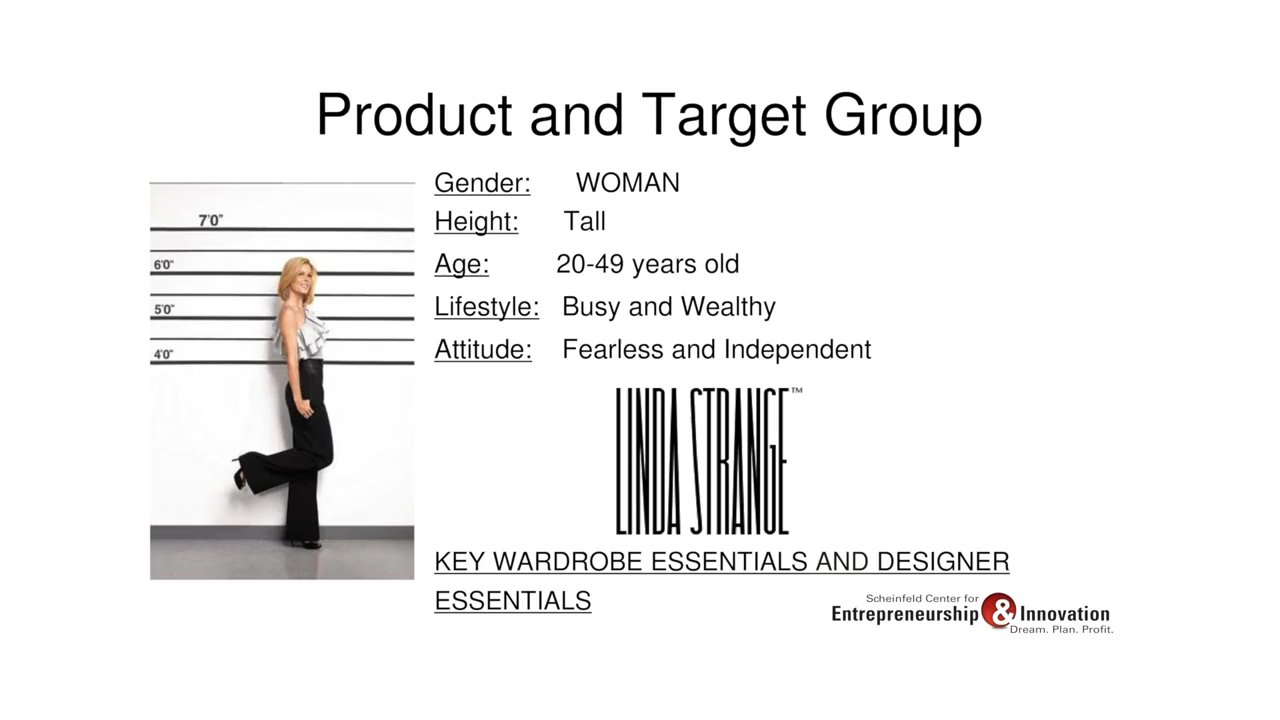 Product and Target Group
Gender: WOMAN
Height: Tall
Age: 20-49 years old
Lifestyle: Busy and Wealthy
Attitude: Fearless and Independent
7'0"
6'0"
5'0"
4'0"
LINDA STRANGE™
KEY WARDROBE ESSENTIALS AND DESIGNER
ESSENTIALS
Scheinfeld Center for
Entrepreneurship & Innovation
Dream. Plan. Profit.